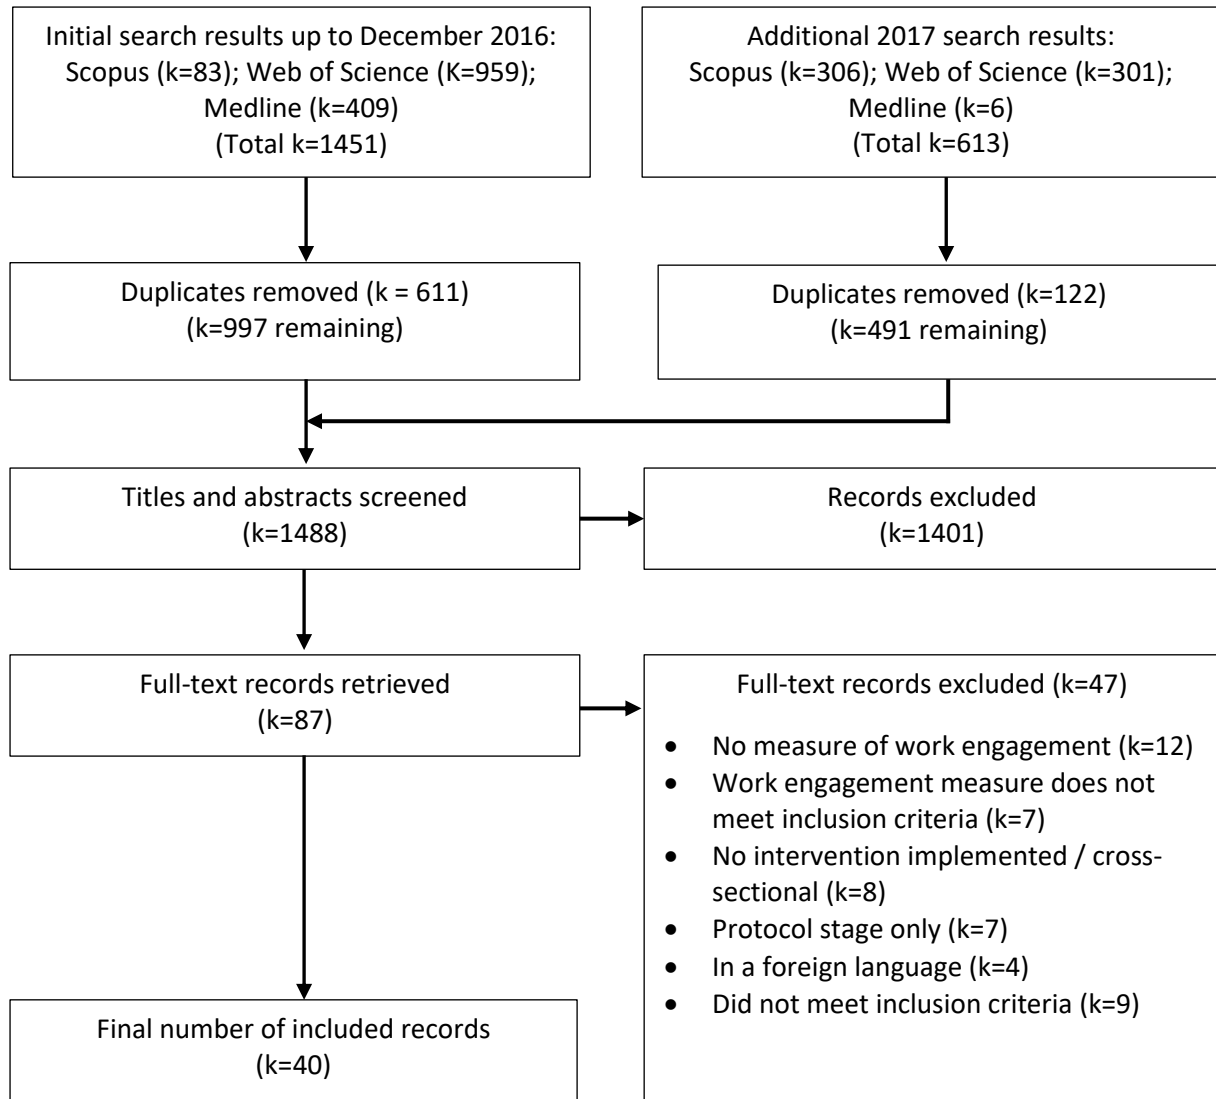 Initial search results up to December 2016:
Scopus (k=83); Web of Science (K=959);
Medline (k=409)
(Total k=1451)
Additional 2017 search results:
Scopus (k=306); Web of Science (k=301);
Medline (k=6)
(Total k=613)
Duplicates removed (k = 611)
(k=997 remaining)
Duplicates removed (k=122)
(k=491 remaining)
Titles and abstracts screened
(k=1488)
Records excluded
(k=1401)
Full-text records retrieved
(k=87)
Full-text records excluded (k=47)
• No measure of work engagement (k=12)
• Work engagement measure does not
meet inclusion criteria (k=7)
• No intervention implemented / cross-
sectional (k=8)
• Protocol stage only (k=7)
• In a foreign language (k=4)
• Did not meet inclusion criteria (k=9)
Final number of included records
(k=40)